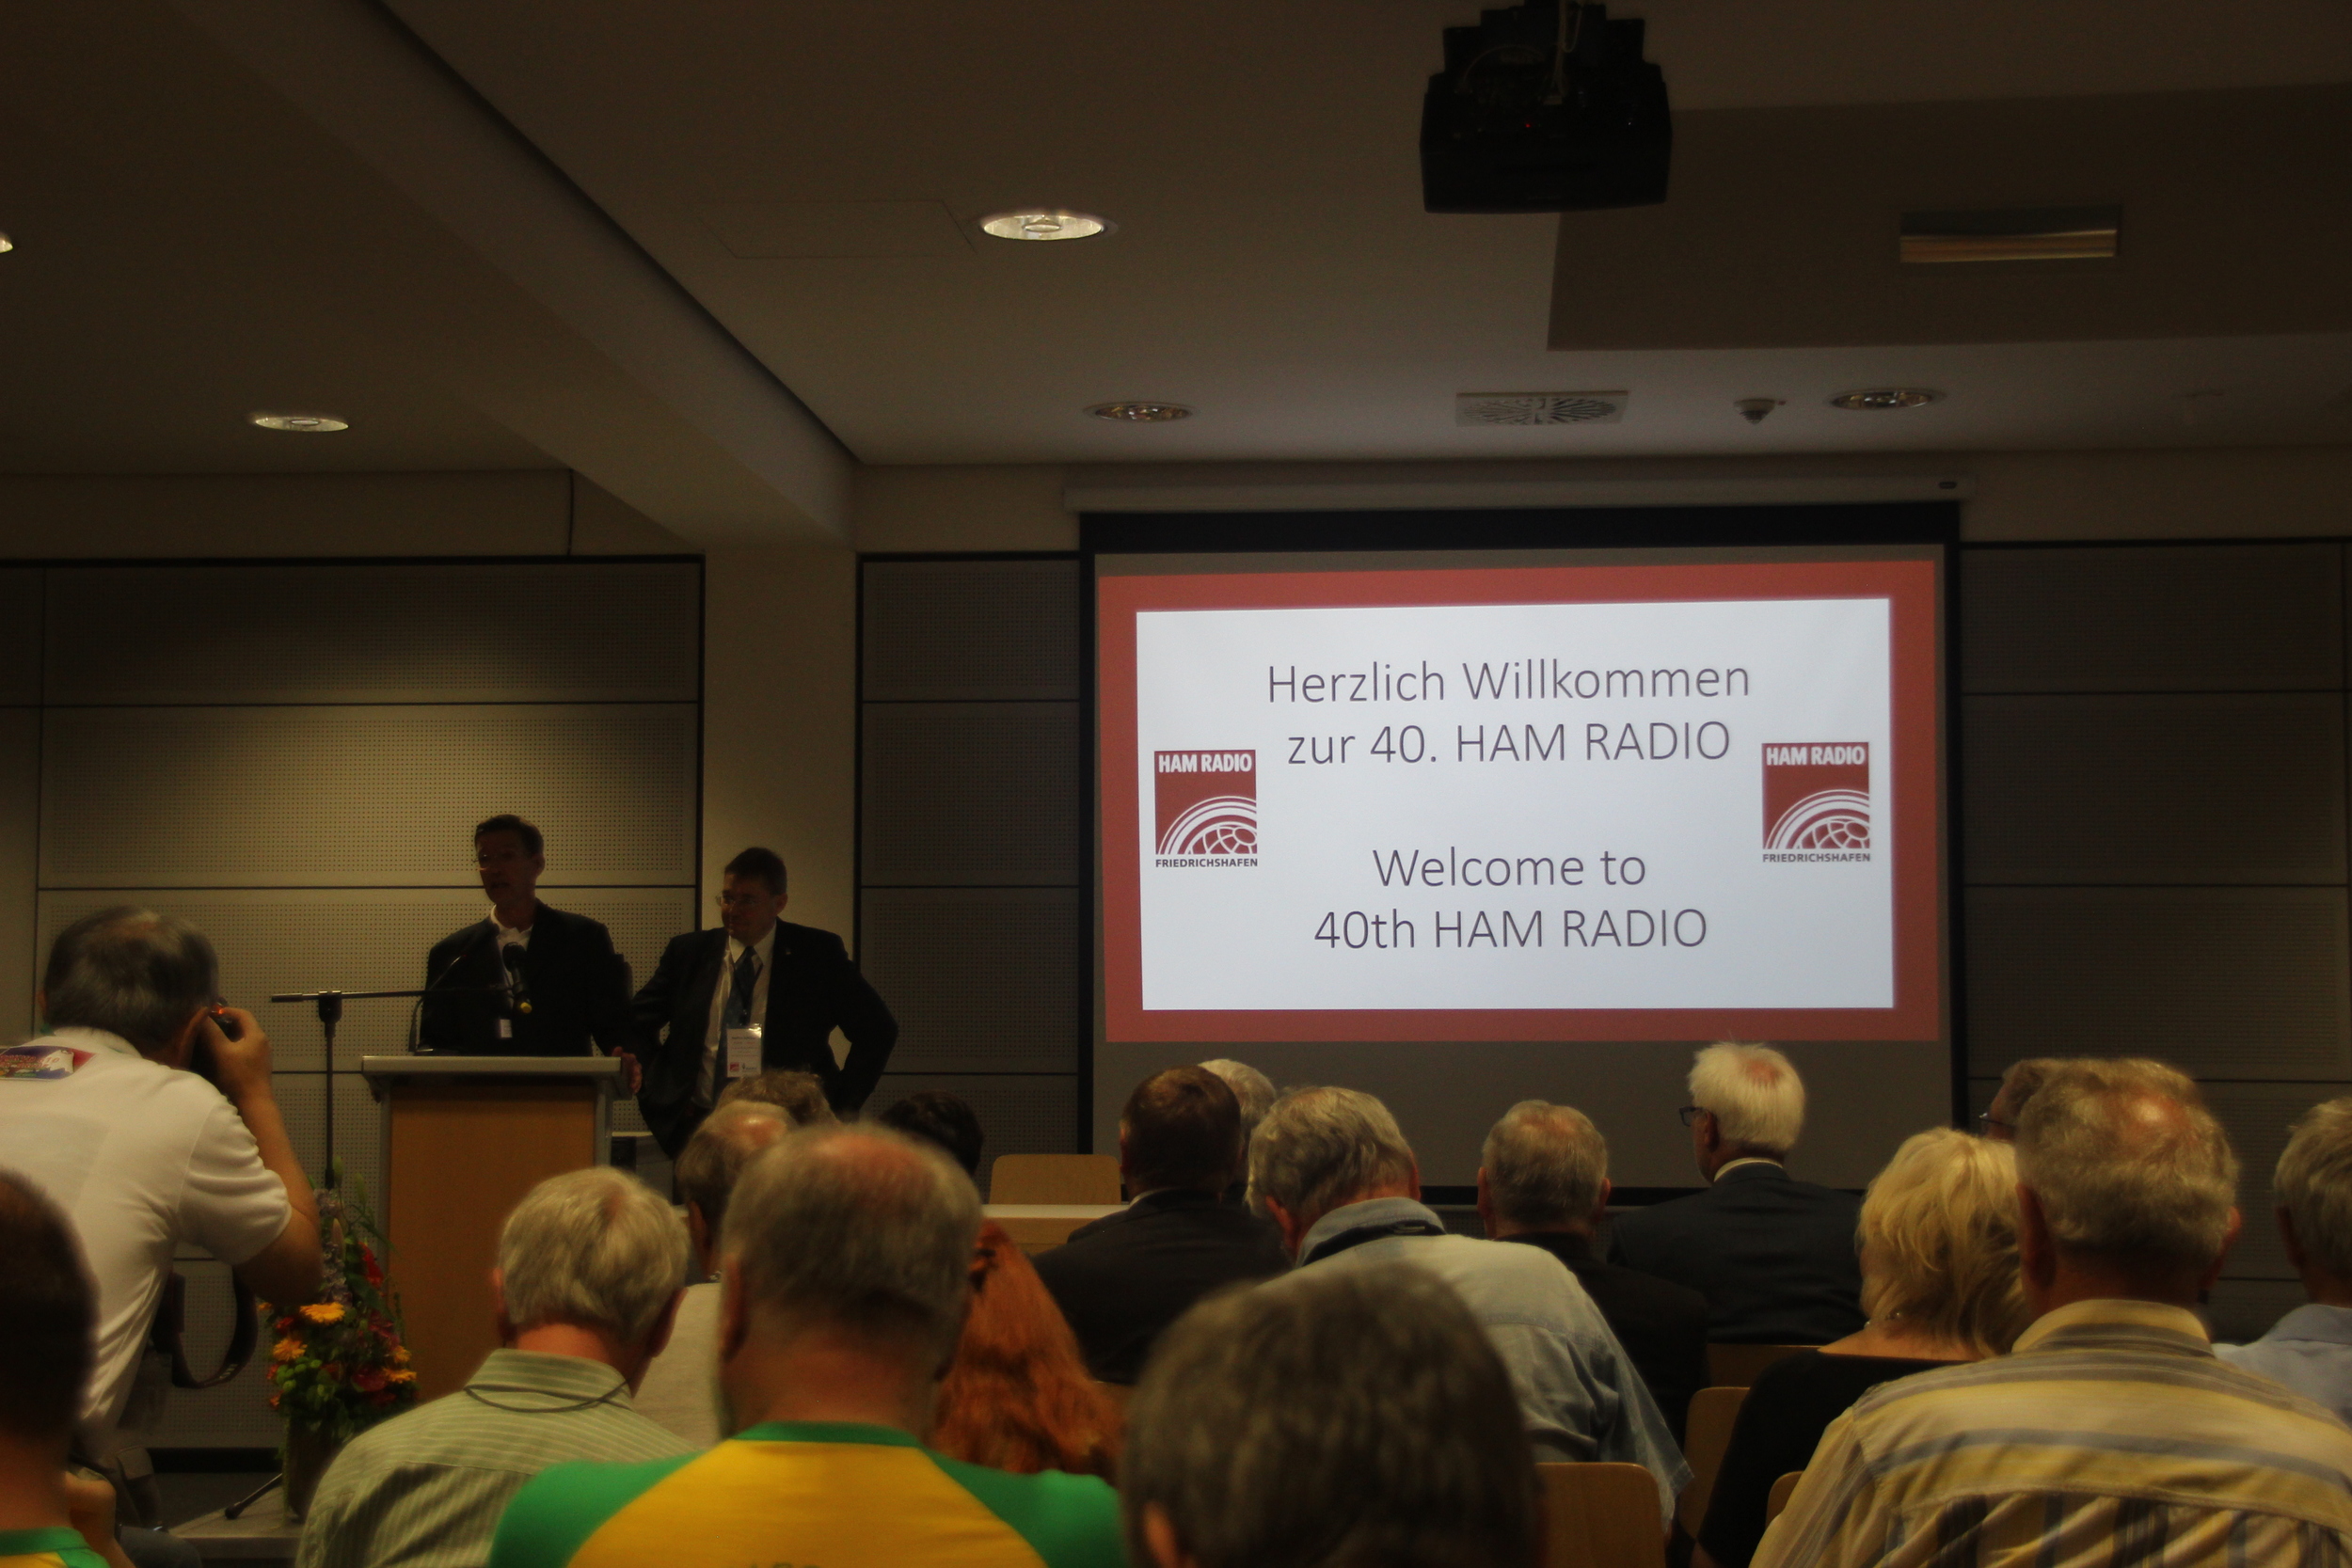 Herzlich Willkommen
zur 40. HAM RADIO
HAM RADIO
FRIEDRICHSHAFEN
HAM RADIO
FRIEDRICHSHAFEN
Welcome to
40th HAM RADIO